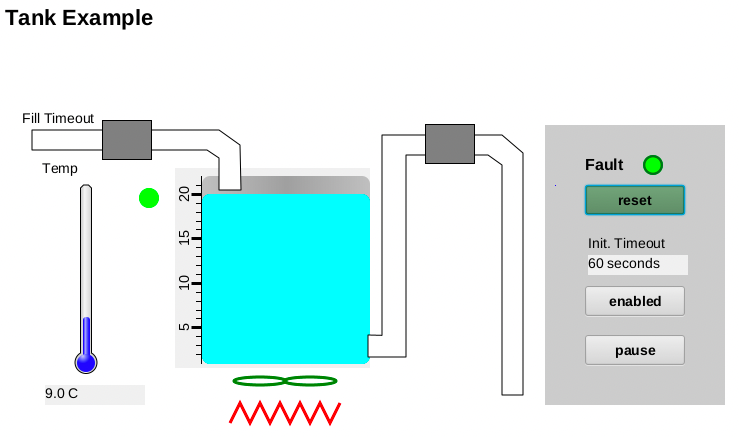 Tank Example
Fill Timeout
Temp
20
15
10
5
9.0 C
Fault
reset
Init. Timeout
60 seconds
enabled
pause